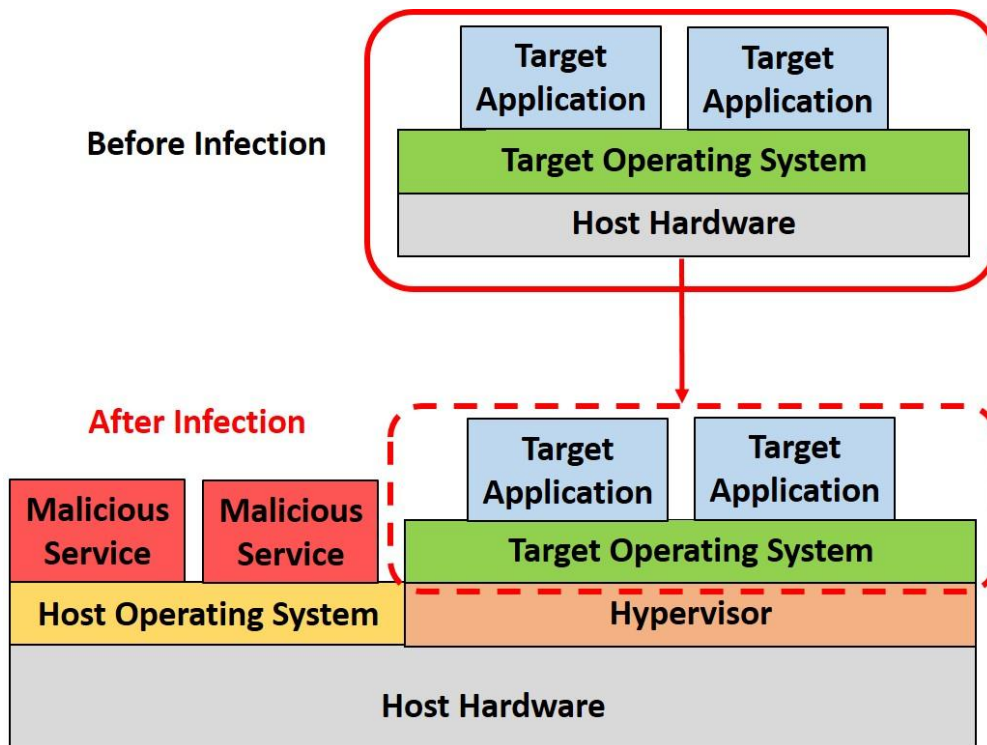 Target
Application
Target
Application
Before Infection
Target Operating System
Host Hardware
After Infection
Target
Application
Target
Application
Malicious
Service
Malicious
Service
Target Operating System
Host Operating System
Hypervisor
Host Hardware